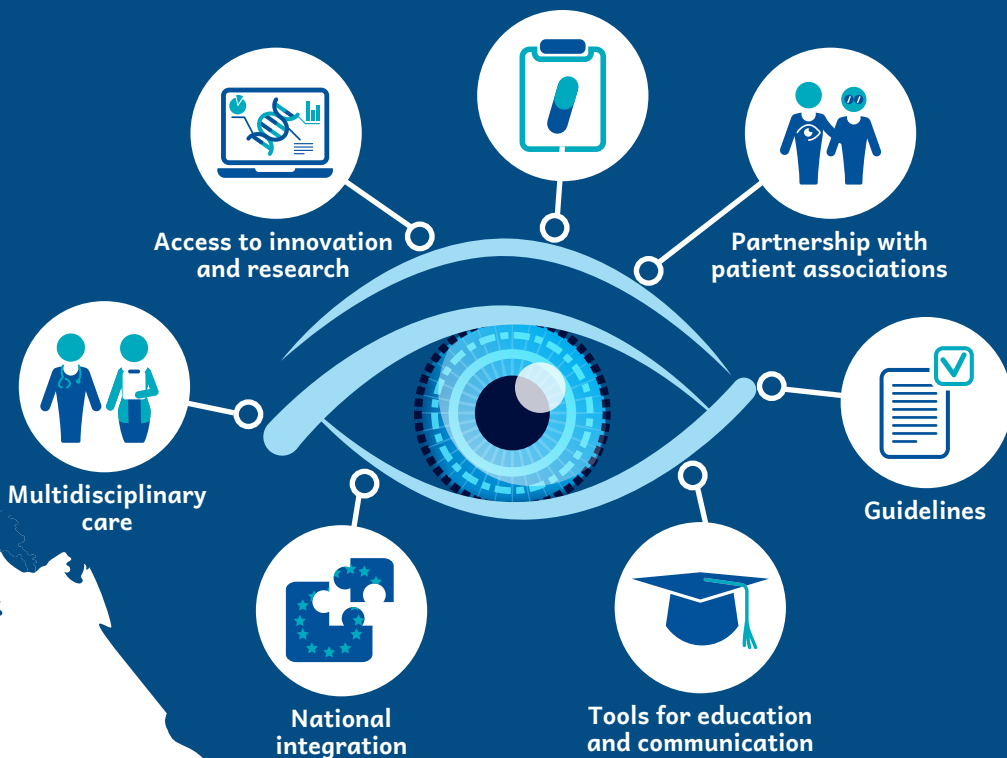 Access to innovation
and research
Partnership with
patient associations
Multidisciplinary
care
Guidelines
National
integration
Tools for education
and communication